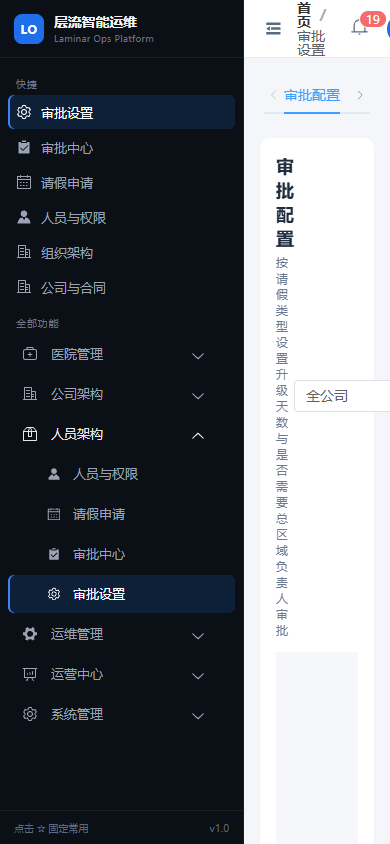 LO
层流智能运维
Laminar Ops Platform
快捷
审批设置
审批中心
请假申请
人员与权限
组织架构
公司与合同
全部功能
医院管理
公司架构
人员架构
人员与权限
请假申请
审批中心
审批设置
运维管理
运营中心
系统管理
点击 ☆ 固定常用
v1.0
首页 /
审批设置
19
审批配置
审
批
配
置
按
请
假
类
型
设
置
升
级
天
数
与
是
否
需
要
总
区
域
负
责
人
审
批
全公司